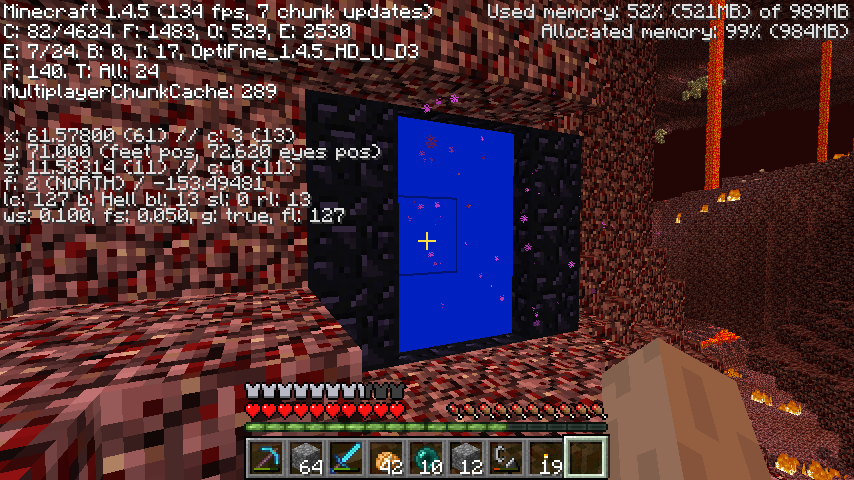 Minecraft 1.4.5 (134 fps, 7 chunk updates)
Used memory: 52% (521MB) of 989MB
C: 82/4624, F: 1483, O: 529, E: 2530
Allocated memory: 99% (984MB)
E: 7/24, B: 0, I: 17, OptiFine_1.4.5_HD_U_D3
P: 140, T: All: 24
MultiplayerChunkCache: 289
x: 61.57800 (61) // c: 3 (13)
y: 71.000 (feet pos, 72.620 eyes pos)
z: 11.58314 (11) // c: 0 (11)
f: 2 (NORTH) / -153.49481
lc: 127 b: Hell bl: 13 sl: 0 rl: 13
ws: 0.100, fs: 0.050, g: true, fl: 127
64 42 10 12 19